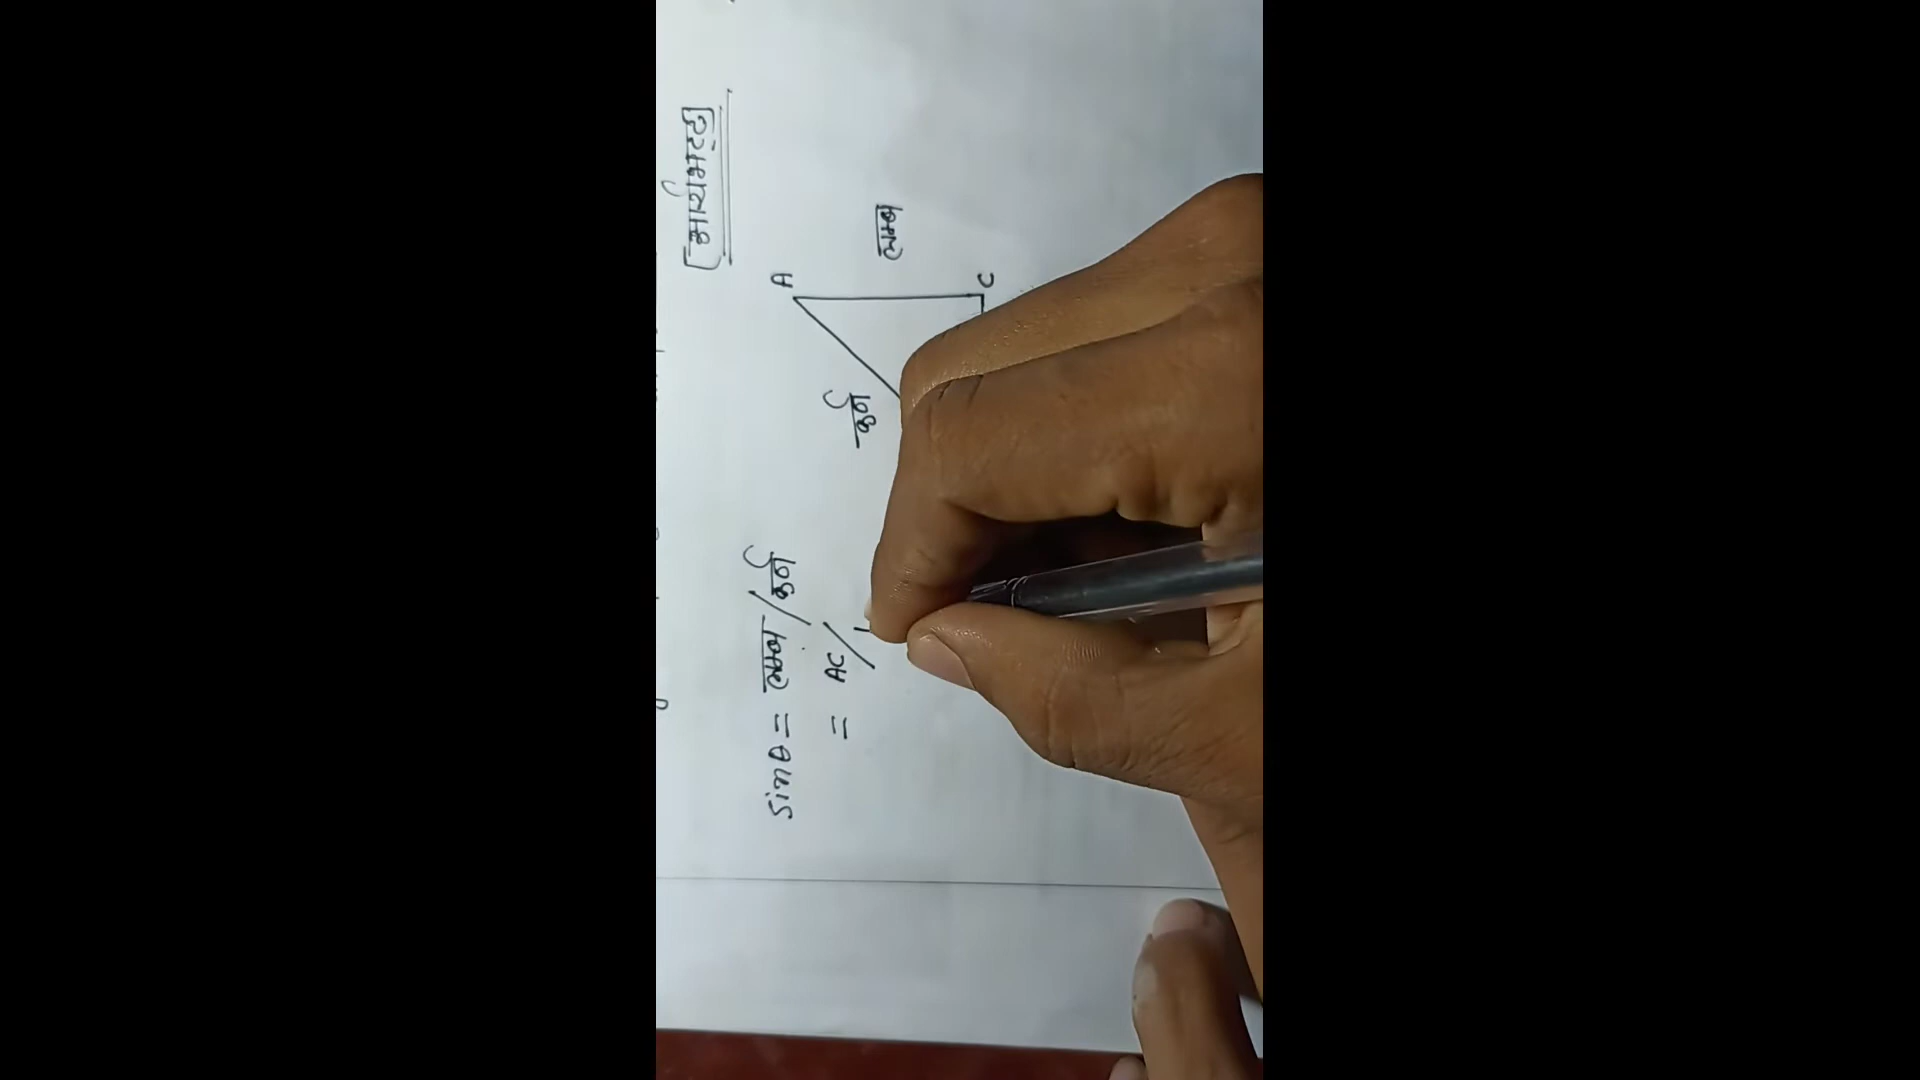 [आर्यभट्ट]
लम्ब
A
C
कर्ण
sinθ = लम्ब/कर्ण
= AC/